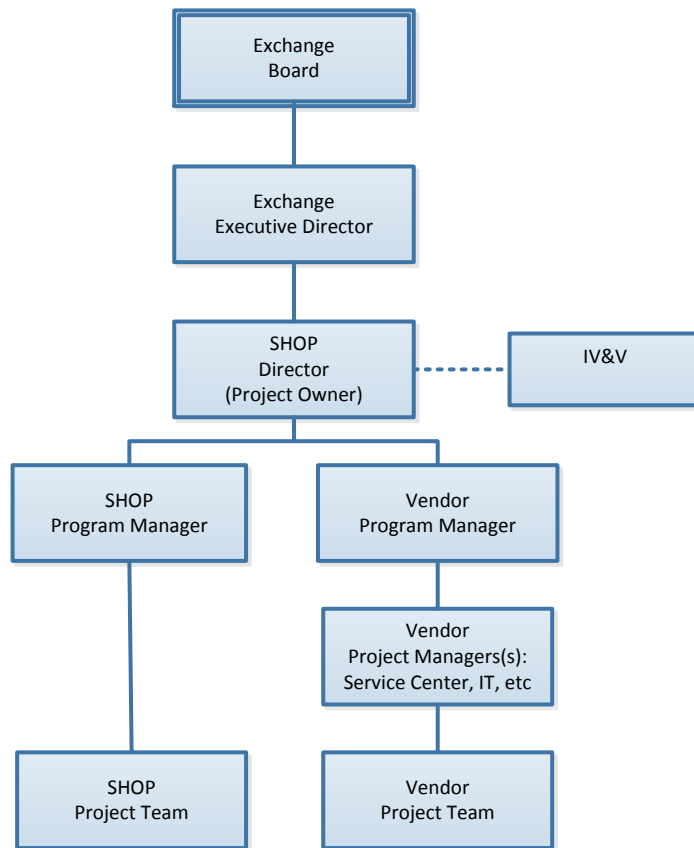 Exchange
Board
Exchange
Executive Director
SHOP
Director
(Project Owner)
IV&V
SHOP
Program Manager
Vendor
Program Manager
Vendor
Project Managers(s):
Service Center, IT, etc
SHOP
Project Team
Vendor
Project Team